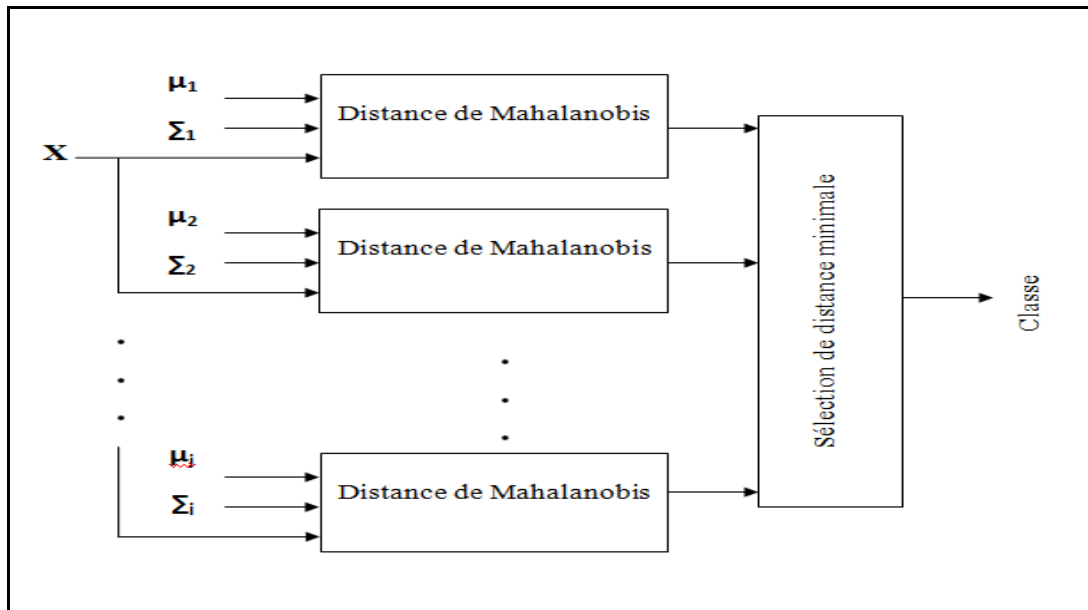 μ₁
Distance de Mahalanobis
Σ₁
X
μ₂
Distance de Mahalanobis
Σ₂
Sélection de distance minimale
Classe
μᵢ
Distance de Mahalanobis
Σᵢ